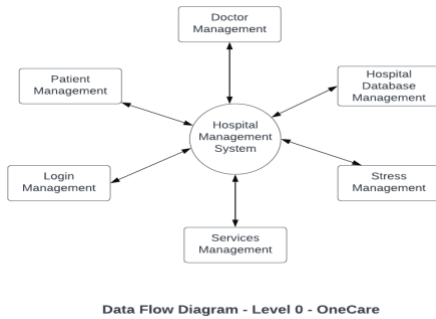 Doctor
Management
Patient
Management
Hospital
Database
Management
Hospital
Management
System
Login
Management
Stress
Management
Services
Management
Data Flow Diagram - Level 0 - OneCare